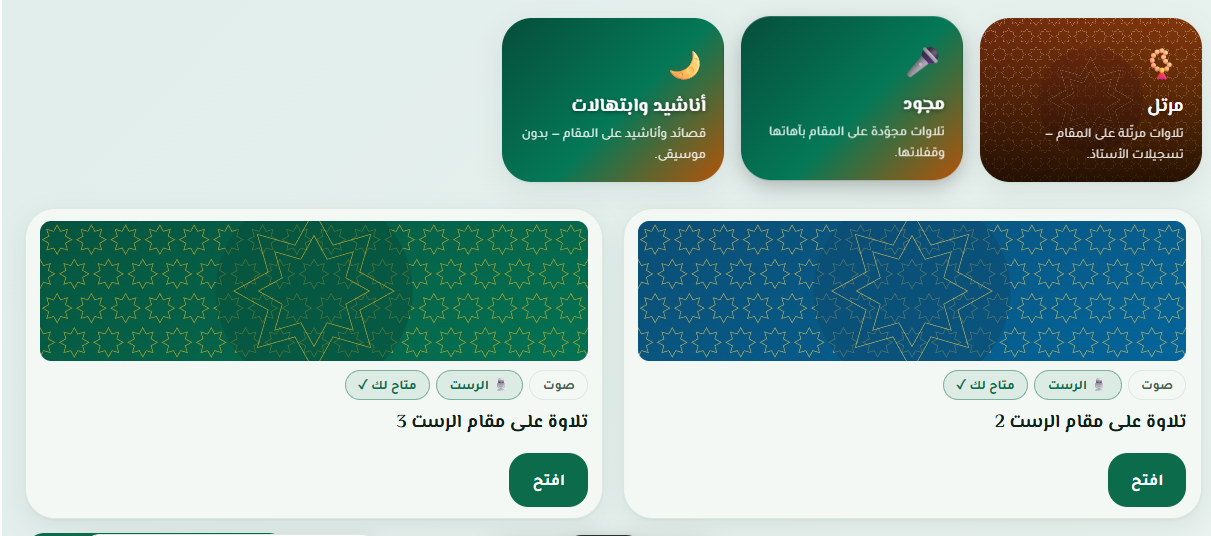 مرتل
تلاوات مرتّلة على المقام –
تسجيلات الأستاذ.
مجود
تلاوات مجوّدة على المقام بآهاتها
وقفلاتها.
أناشيد وابتهالات
قصائد وأناشيد على المقام – بدون
موسيقى.
صوت
الرست
متاح لك ✓
تلاوة على مقام الرست 2
افتح
صوت
الرست
متاح لك ✓
تلاوة على مقام الرست 3
افتح